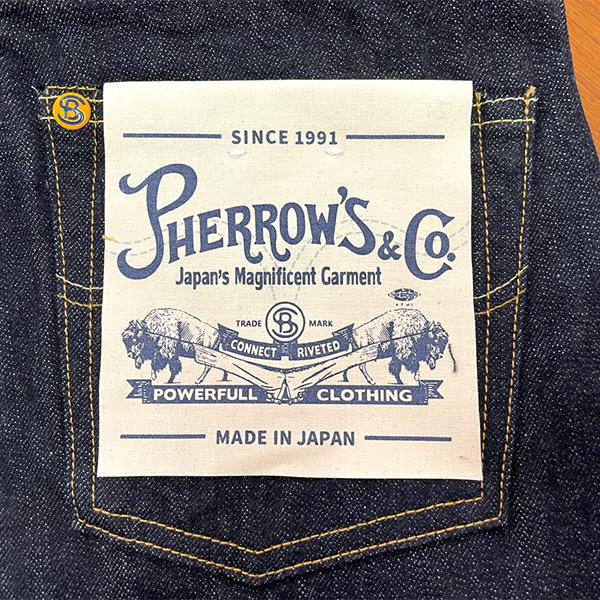 SINCE 1991
PHERROW'S & Co.
Japan's Magnificent Garment
TRADE MARK
CONNECT RIVETED
POWERFULL CLOTHING
MADE IN JAPAN